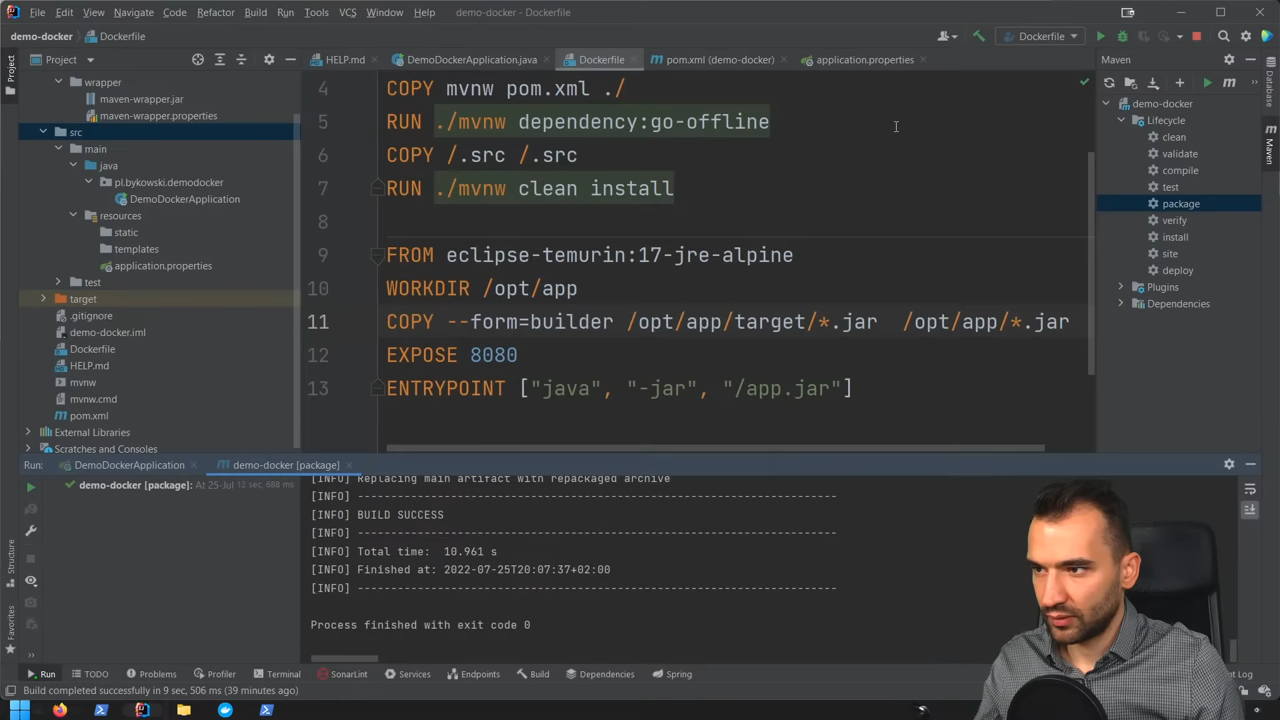 File Edit View Navigate Code Refactor Build Run Tools VCS Window Help demo-docker - Dockerfile
demo-docker Dockerfile
Dockerfile
Project
HELP.md DemoDockerApplication.java Dockerfile pom.xml (demo-docker) application.properties
Maven
Project
wrapper
maven-wrapper.jar
maven-wrapper.properties
src
main
java
pl.bykowski.demodocker
DemoDockerApplication
resources
static
templates
application.properties
test
target
.gitignore
demo-docker.iml
Dockerfile
HELP.md
mvnw
mvnw.cmd
pom.xml
External Libraries
Scratches and Consoles
4 COPY mvnw pom.xml ./
5 RUN ./mvnw dependency:go-offline
6 COPY /.src /.src
7 RUN ./mvnw clean install
8
9 FROM eclipse-temurin:17-jre-alpine
10 WORKDIR /opt/app
11 COPY --form=builder /opt/app/target/*.jar /opt/app/*.jar
12 EXPOSE 8080
13 ENTRYPOINT ["java", "-jar", "/app.jar"]
demo-docker
Lifecycle
clean
validate
compile
test
package
verify
install
site
deploy
Plugins
Dependencies
Maven
Run: DemoDockerApplication demo-docker [package]
demo-docker [package]: At 25-Jul 12 sec, 688 ms
[INFO] Replacing main artifact with repackaged archive
[INFO] ------------------------------------------------------------------------
[INFO] BUILD SUCCESS
[INFO] ------------------------------------------------------------------------
[INFO] Total time: 10.961 s
[INFO] Finished at: 2022-07-25T20:07:37+02:00
[INFO] ------------------------------------------------------------------------
Process finished with exit code 0
Structure
Favorites
Run TODO Problems Profiler Terminal SonarLint Services Endpoints Build Dependencies Spring
Log
Build completed successfully in 9 sec, 506 ms (39 minutes ago)